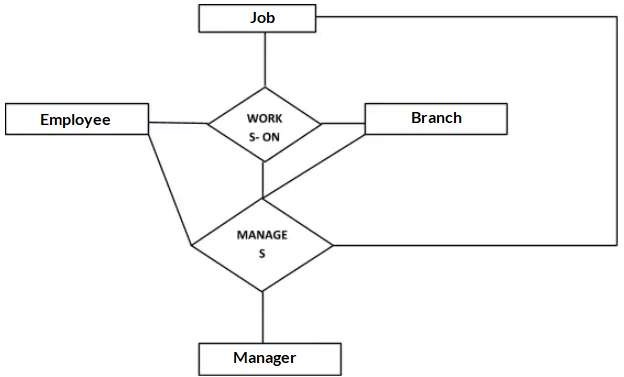 Job
WORK
S- ON
Employee
Branch
MANAGE
S
Manager